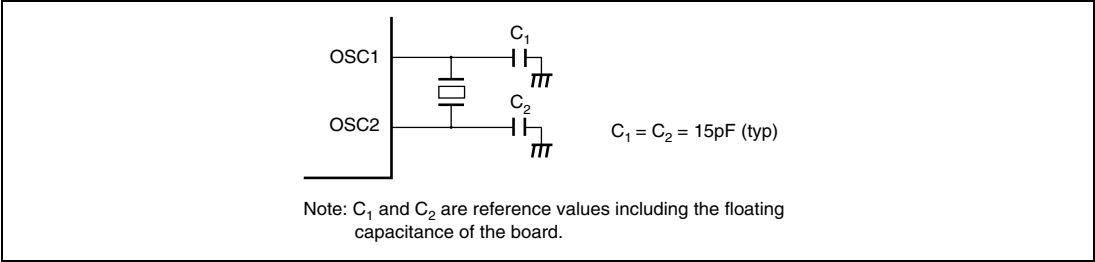 OSC1
C1
OSC2
C2
C1 = C2 = 15pF (typ)
Note: C1 and C2 are reference values including the floating
capacitance of the board.